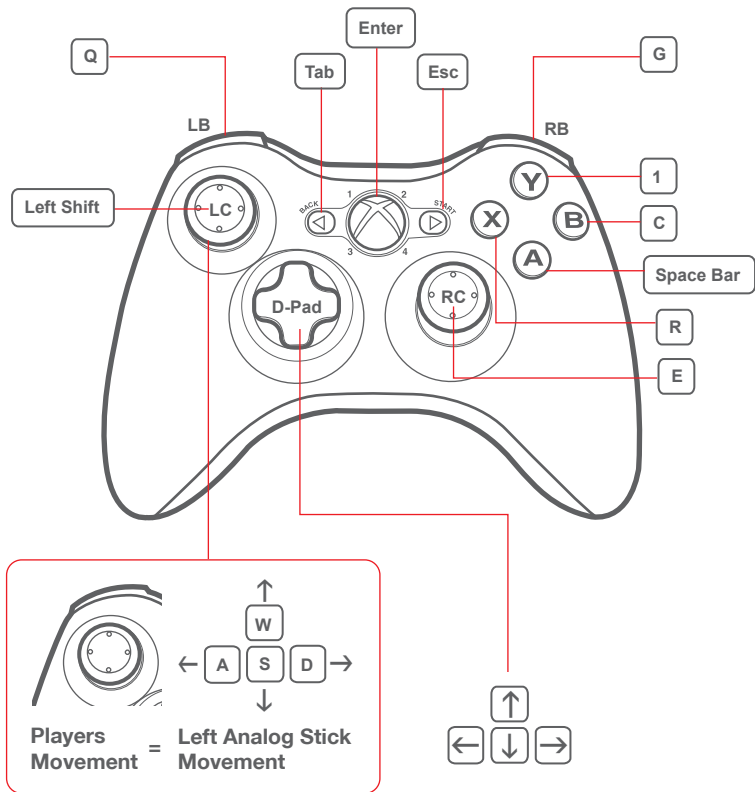 Enter
Q
G
Tab
Esc
LB
RB
1 2
BACK
START
3 4
Y
1
Left Shift
LC
X
B
C
A
Space Bar
D-Pad
RC
R
E
W
A S D
Players Movement = Left Analog Stick Movement